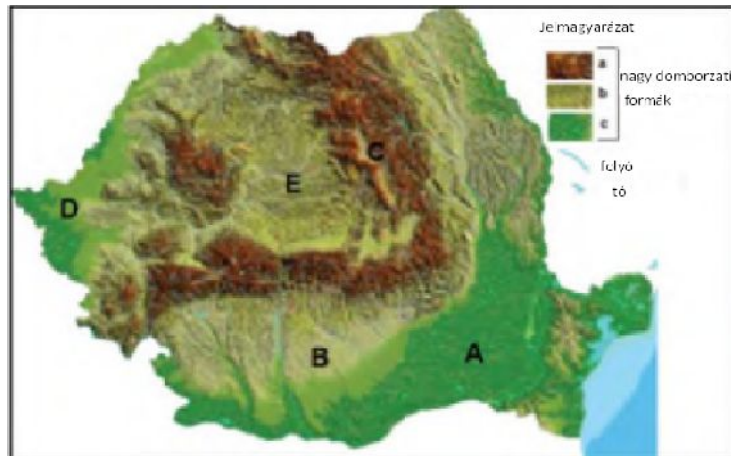 Jelmagyarázat
a
b
c
nagy domborzati
formák
folyó
tó
C
E
D
B
A